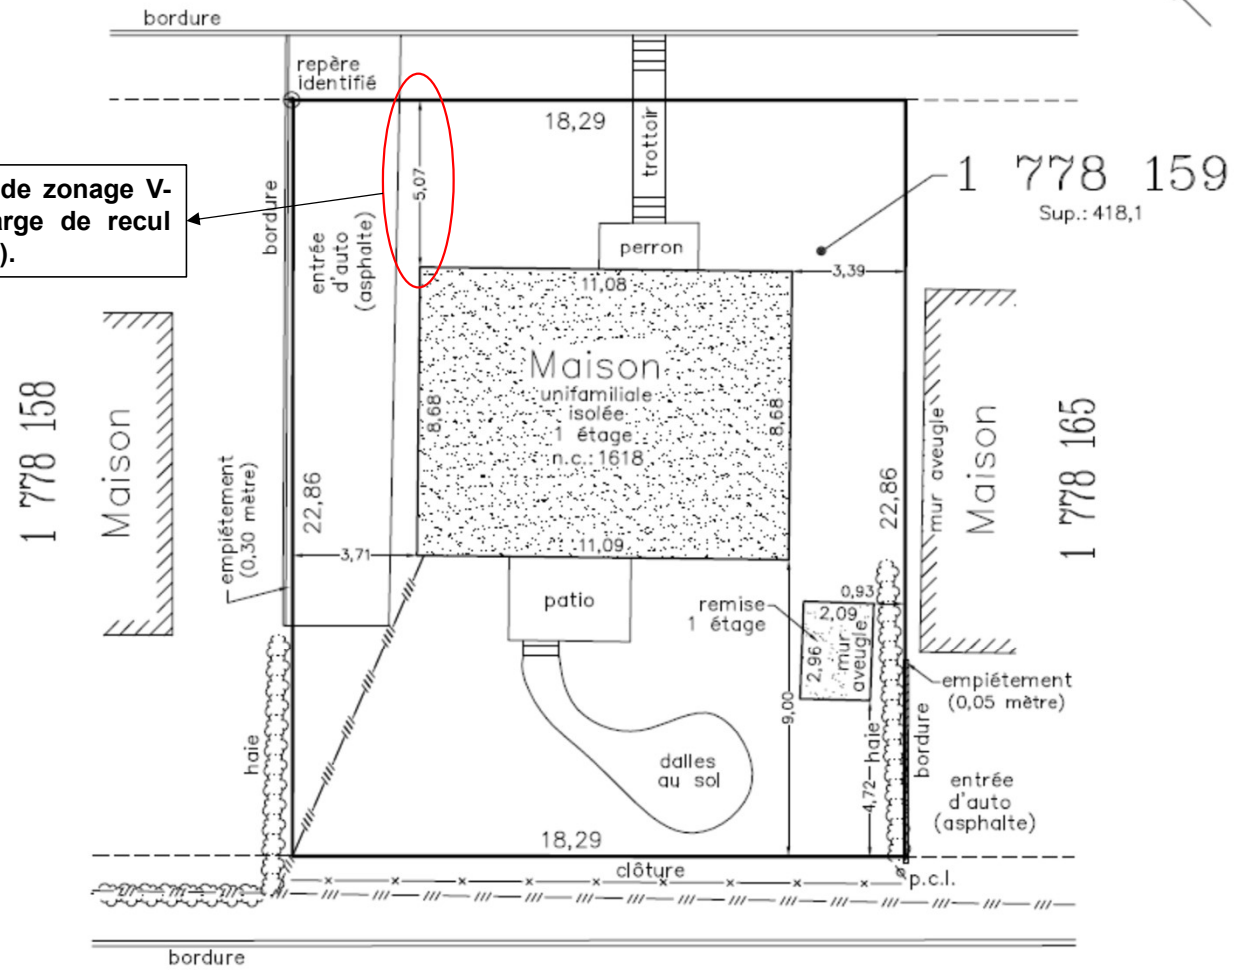 bordure
repère
identifié
18,29
trottoir
1 778 159
Sup.: 418,1
de zonage V-
de recul
).
bordure
5,07
entrée
d'auto
(asphalte)
perron
3,39
11,08
Maison
unifamiliale
isolée
1 étage
n.c.: 1618
8,68
8,68
1 778 158
Maison
empiétement
(0,30 mètre)
22,86
3,71
11,09
22,86
mur aveugle
Maison
1 778 165
patio
remise
1 étage
0,93
2,09
2,96
mur
aveugle
empiétement
(0,05 mètre)
9,00
haie
haie
bordure
dalles
au sol
4,72
entrée
d'auto
(asphalte)
18,29
clôture
p.c.l.
bordure